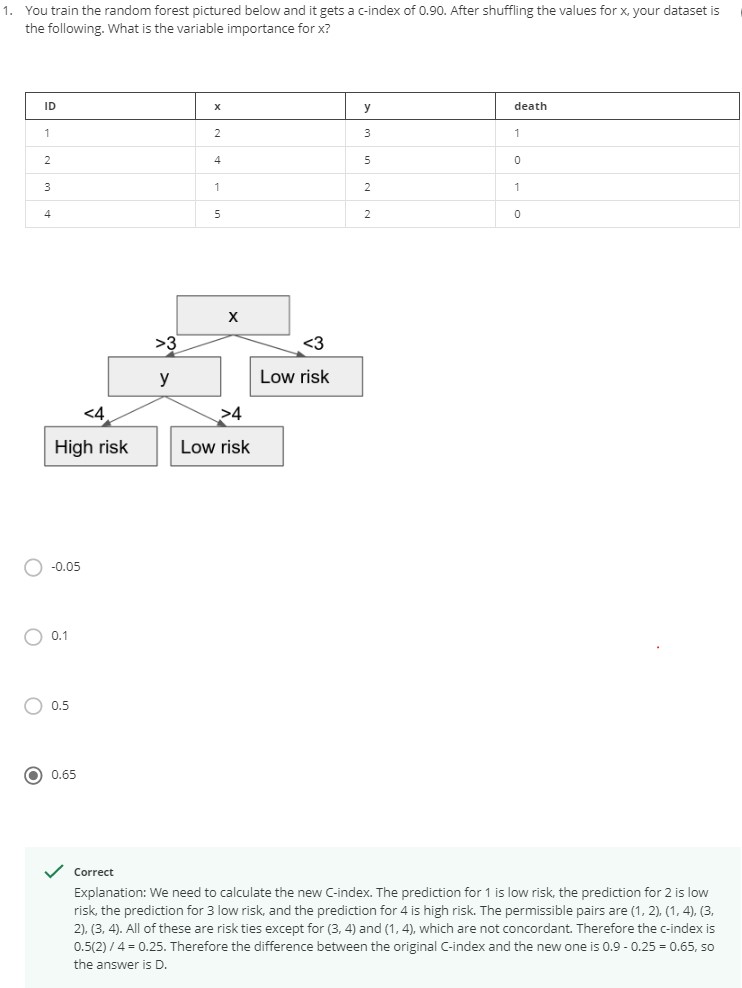 1. You train the random forest pictured below and it gets a c-index of 0.90. After shuffling the values for x, your dataset is
the following. What is the variable importance for x?
ID x y death
1 2 3 1
2 4 5 0
3 1 2 1
4 5 2 0
x
>3 <3
y Low risk
<4 >4
High risk Low risk
-0.05
0.1
0.5
0.65
Correct
Explanation: We need to calculate the new C-index. The prediction for 1 is low risk, the prediction for 2 is low
risk, the prediction for 3 low risk, and the prediction for 4 is high risk. The permissible pairs are (1, 2), (1, 4), (3,
2), (3, 4). All of these are risk ties except for (3, 4) and (1, 4), which are not concordant. Therefore the c-index is
0.5(2) / 4 = 0.25. Therefore the difference between the original C-index and the new one is 0.9 - 0.25 = 0.65, so
the answer is D.